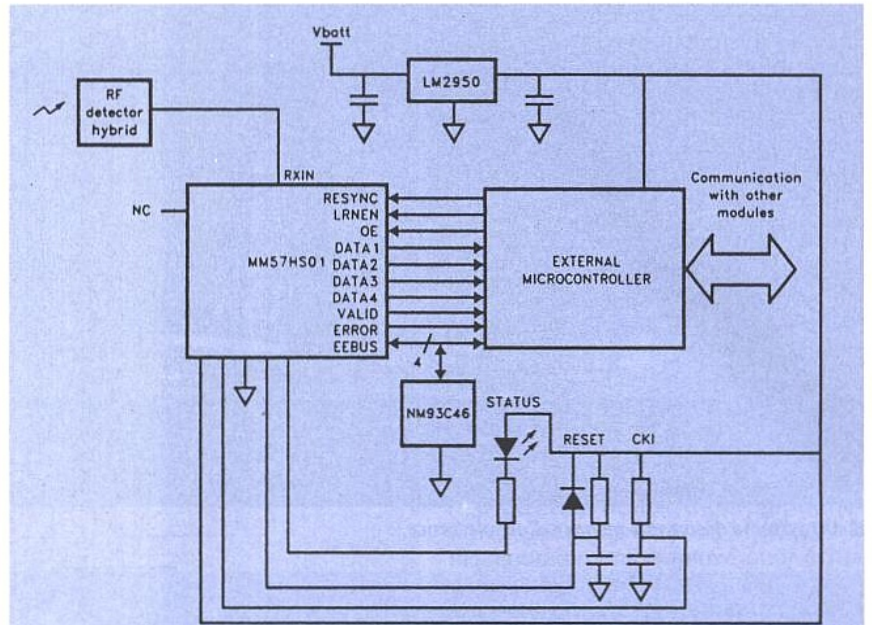 Vbatt
LM2950
RF
detector
hybrid
RXIN
NC
MM57HS01
RESYNC
LRNEN
OE
DATA1
DATA2
DATA3
DATA4
VALID
ERROR
EEBUS
EXTERNAL
MICROCONTROLLER
Communication
with other
modules
4
NM93C46
STATUS
RESET
CKI